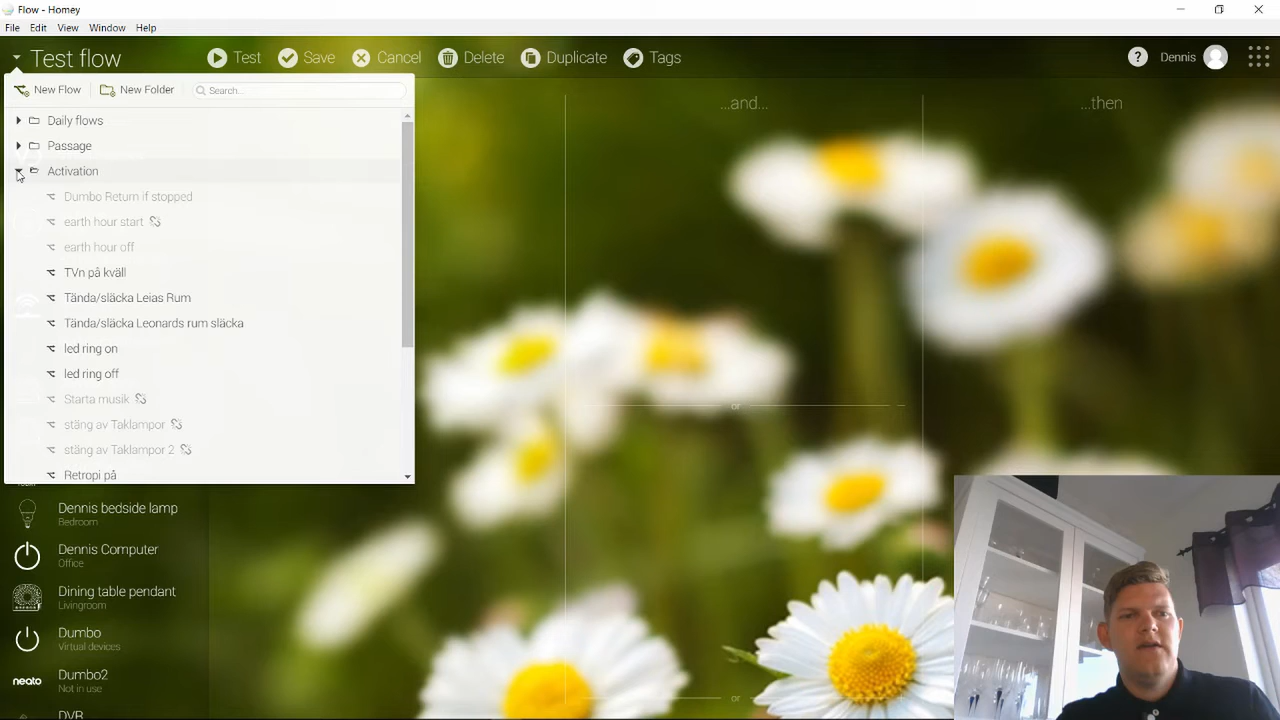 Flow - Homey
File Edit View Window Help
Test flow Test Save Cancel Delete Duplicate Tags ? Dennis
New Flow New Folder Search...
...and... ...then
Daily flows
Passage
Activation
Dumbo Return if stopped
earth hour start
earth hour off
TVn på kväll
Tända/släcka Leias Rum
Tända/släcka Leonards rum släcka
led ring on
led ring off
Starta musik
stäng av Taklampor
stäng av Taklampor 2
Retropi på
or
Dennis bedside lamp
Bedroom
Dennis Computer
Office
Dining table pendant
Livingroom
Dumbo
Virtual devices
neato
Dumbo2
Not in use
or
DVR